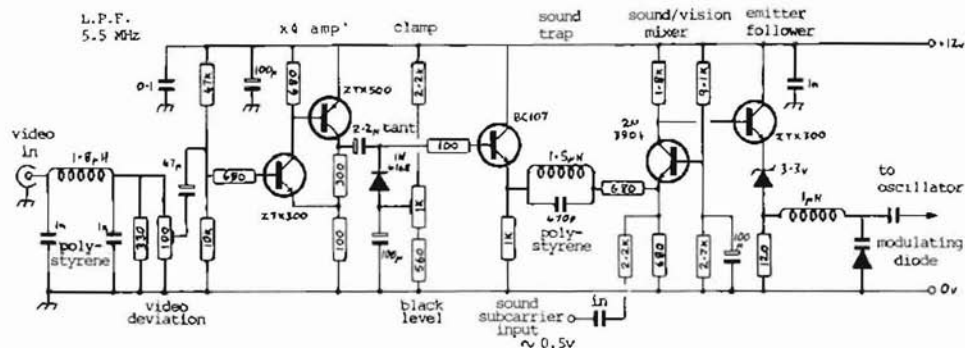 L.P.F.
5.5 MHz
x4 amp'
clamp
sound
trap
sound/vision
mixer
emitter
follower
+12v
0.1
47K
100µ
680
ZTX500
2.2K
BC107
1.8K
9.1K
1n
video
in
1.8µH
47µ
680
2.2µ tant
1N
4148
100
1.5µH
2N
3904
ZTX300
3.3v
to
oscillator
300
ZTX300
1K
470p
680
1µH
1n
1n
poly-
styrene
330
100
10K
100
100µ
560
1K
poly-
styrene
2.2K
680
2.7K
100
120
modulating
diode
0v
video
deviation
black
level
sound
subcarrier
input
1n
~ 0.5v